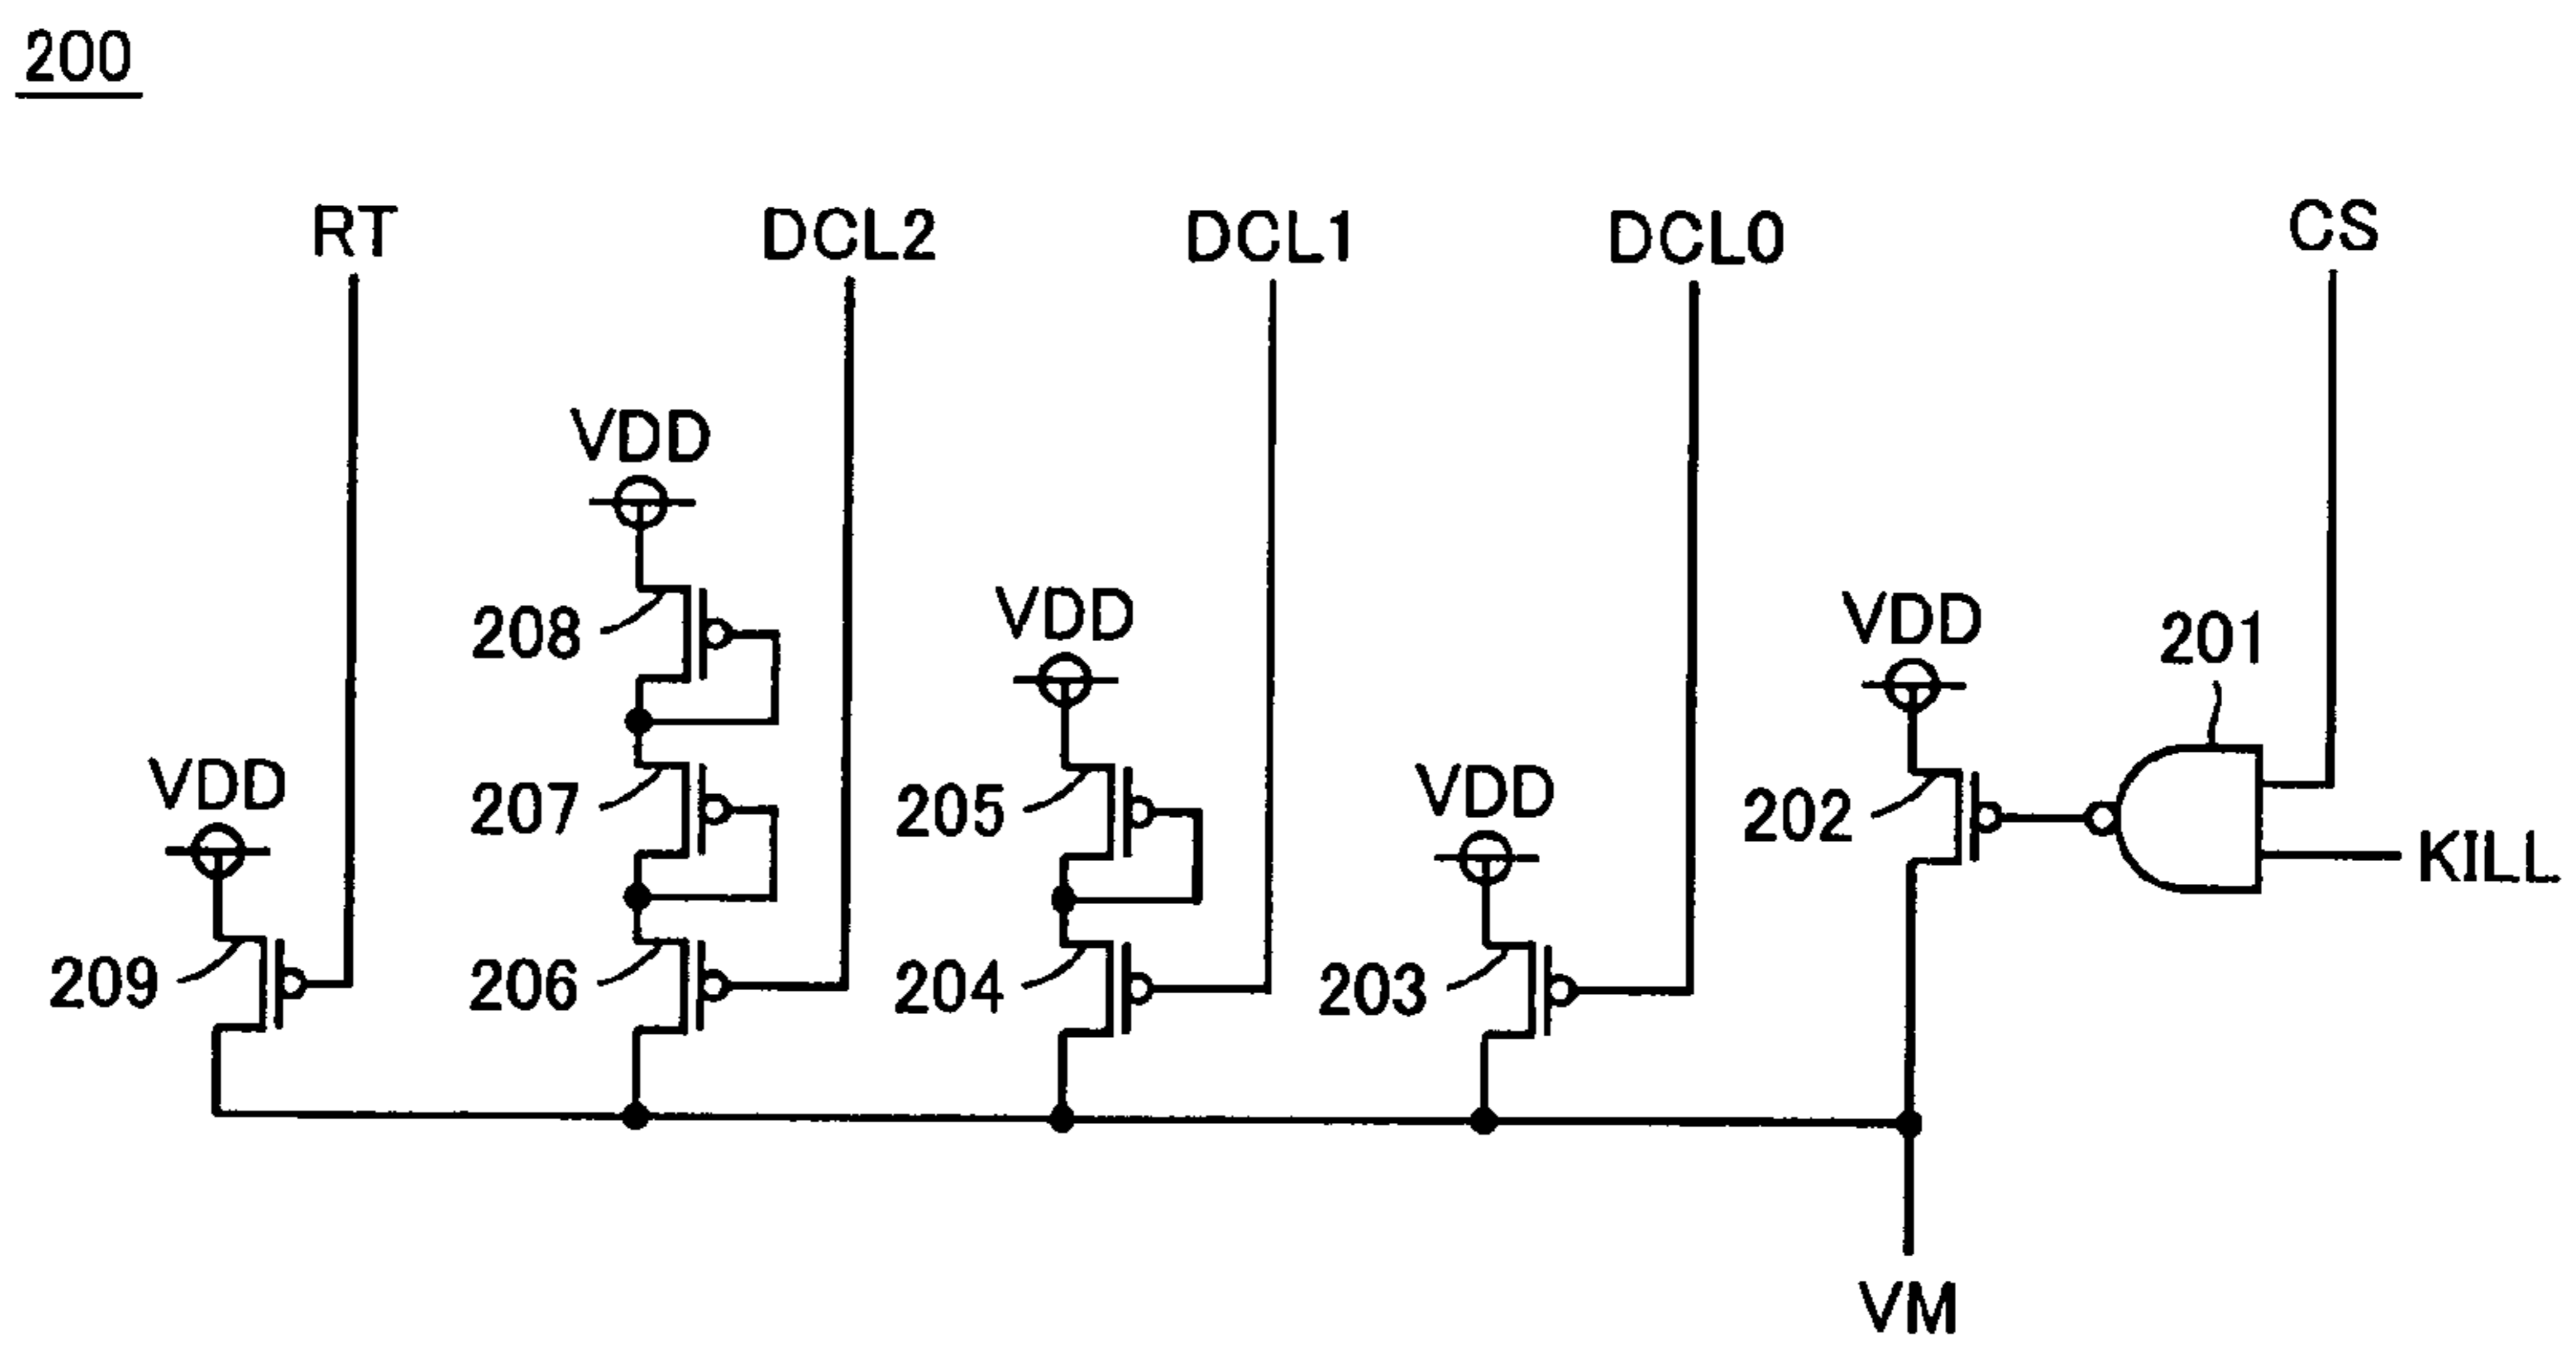 200
RT
DCL2
DCL1
DCL0
CS
VDD
208
VDD
VDD
201
207
205
202
VDD
VDD
KILL
209
206
204
203
VM